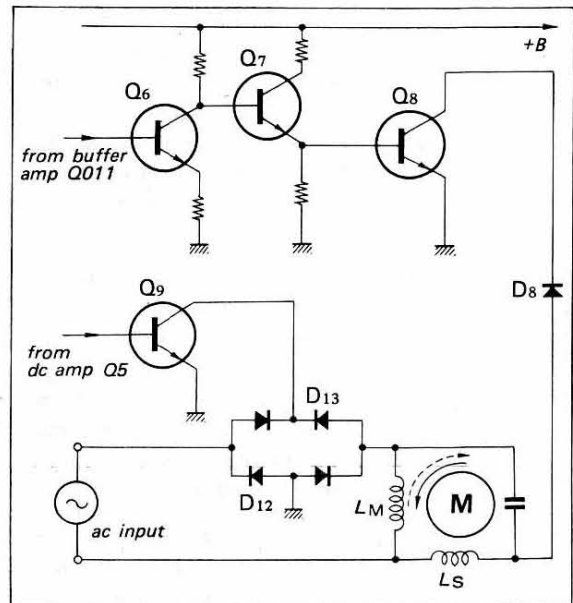 +B
Q6
Q7
Q8
from buffer
amp Q011
Q9
D8
from
dc amp Q5
D13
D12
LM
M
ac input
LS